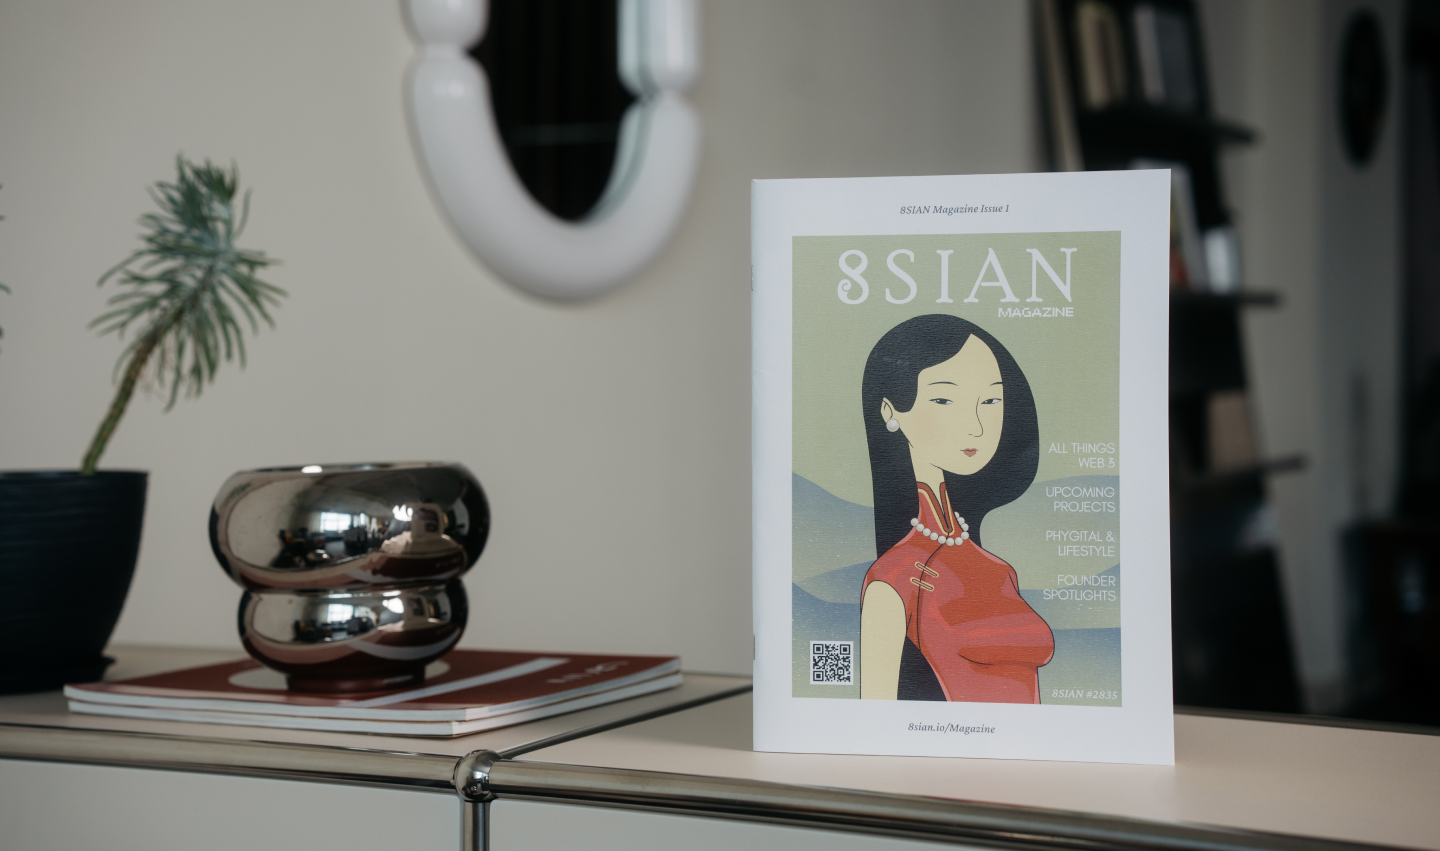 8SIAN Magazine Issue 1
8SIAN
MAGAZINE
ALL THINGS
WEB 3
UPCOMING
PROJECTS
PHYGITAL &
LIFESTYLE
FOUNDER
SPOTLIGHTS
8SIAN #2835
8sian.io/Magazine